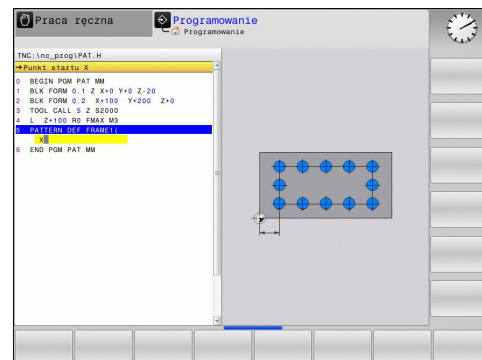 Praca ręczna
Programowanie
Programowanie
TNC:\nc_prog\PAT.H
→Punkt startu X
0 BEGIN PGM PAT MM
1 BLK FORM 0.1 Z X+0 Y+0 Z-20
2 BLK FORM 0.2 X+100 Y+200 Z+0
3 TOOL CALL 5 Z S2000
4 L Z+100 R0 FMAX M3
5 PATTERN DEF FRAME1(
X
6 END PGM PAT MM